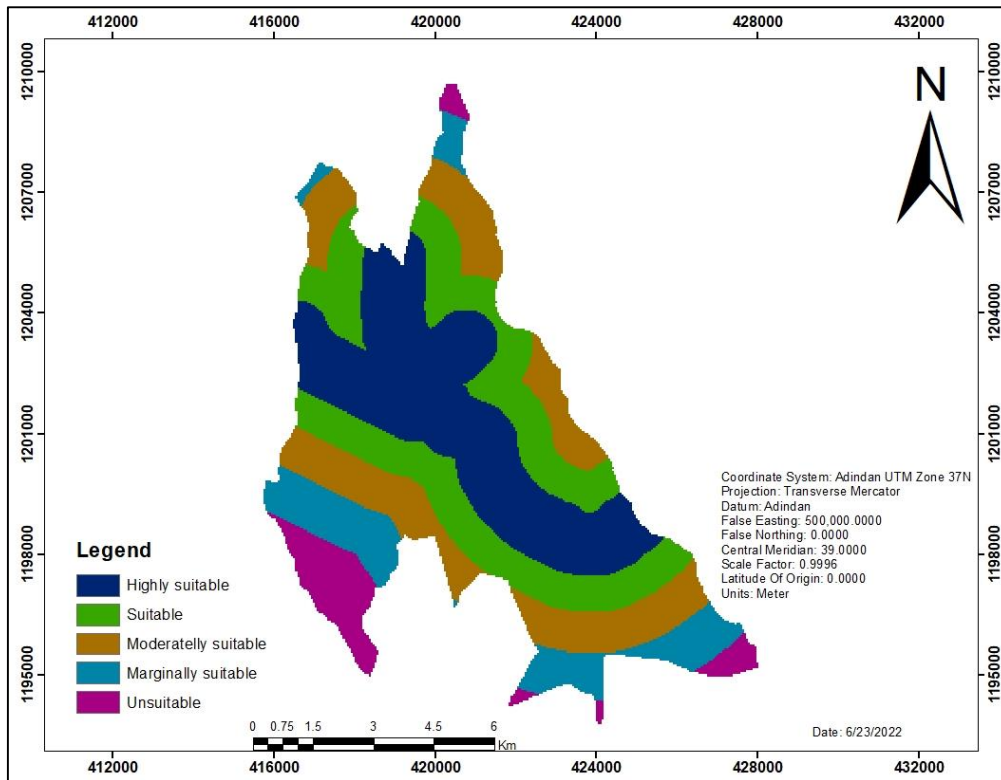 412000 416000 420000 424000 428000 432000
1210000 1210000
N
1207000 1207000
1204000 1204000
1201000 1201000
Coordinate System: Adindan UTM Zone 37N
Projection: Transverse Mercator
Datum: Adindan
False Easting: 500,000.0000
False Northing: 0.0000
Central Meridian: 39.0000
Scale Factor: 0.9996
Latitude Of Origin: 0.0000
Units: Meter
1198000 1198000
Legend
Highly suitable
Suitable
Moderatelly suitable
Marginally suitable
Unsuitable
1195000 1195000
0 0.75 1.5 3 4.5 6
Km
Date: 6/23/2022
412000 416000 420000 424000 428000 432000